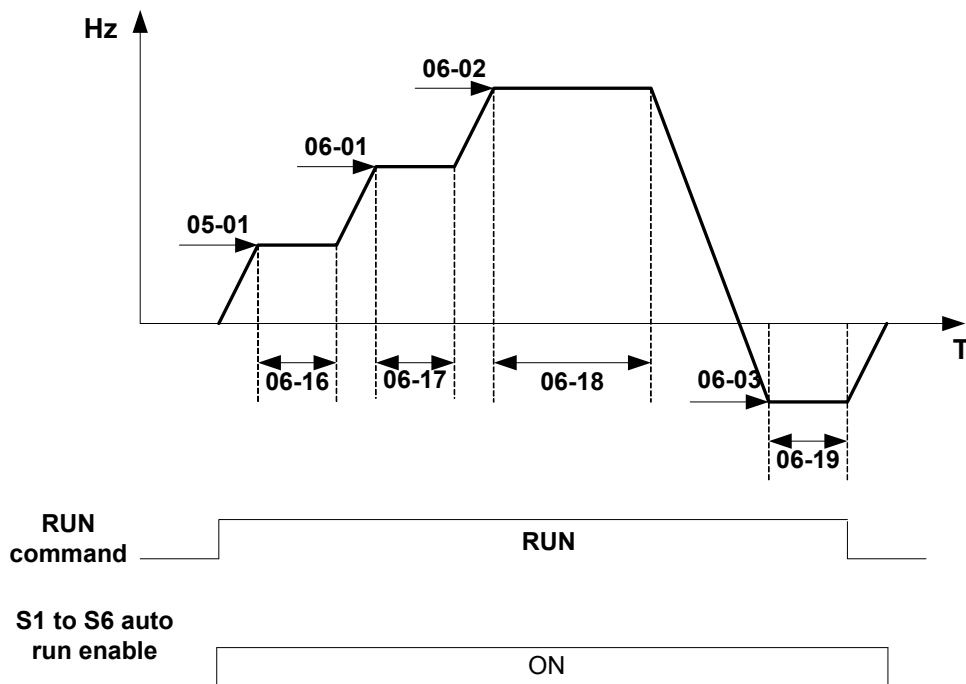 Hz
06-02
06-01
05-01
T
06-16
06-17
06-18
06-03
06-19
RUN
command
RUN
S1 to S6 auto
run enable
ON